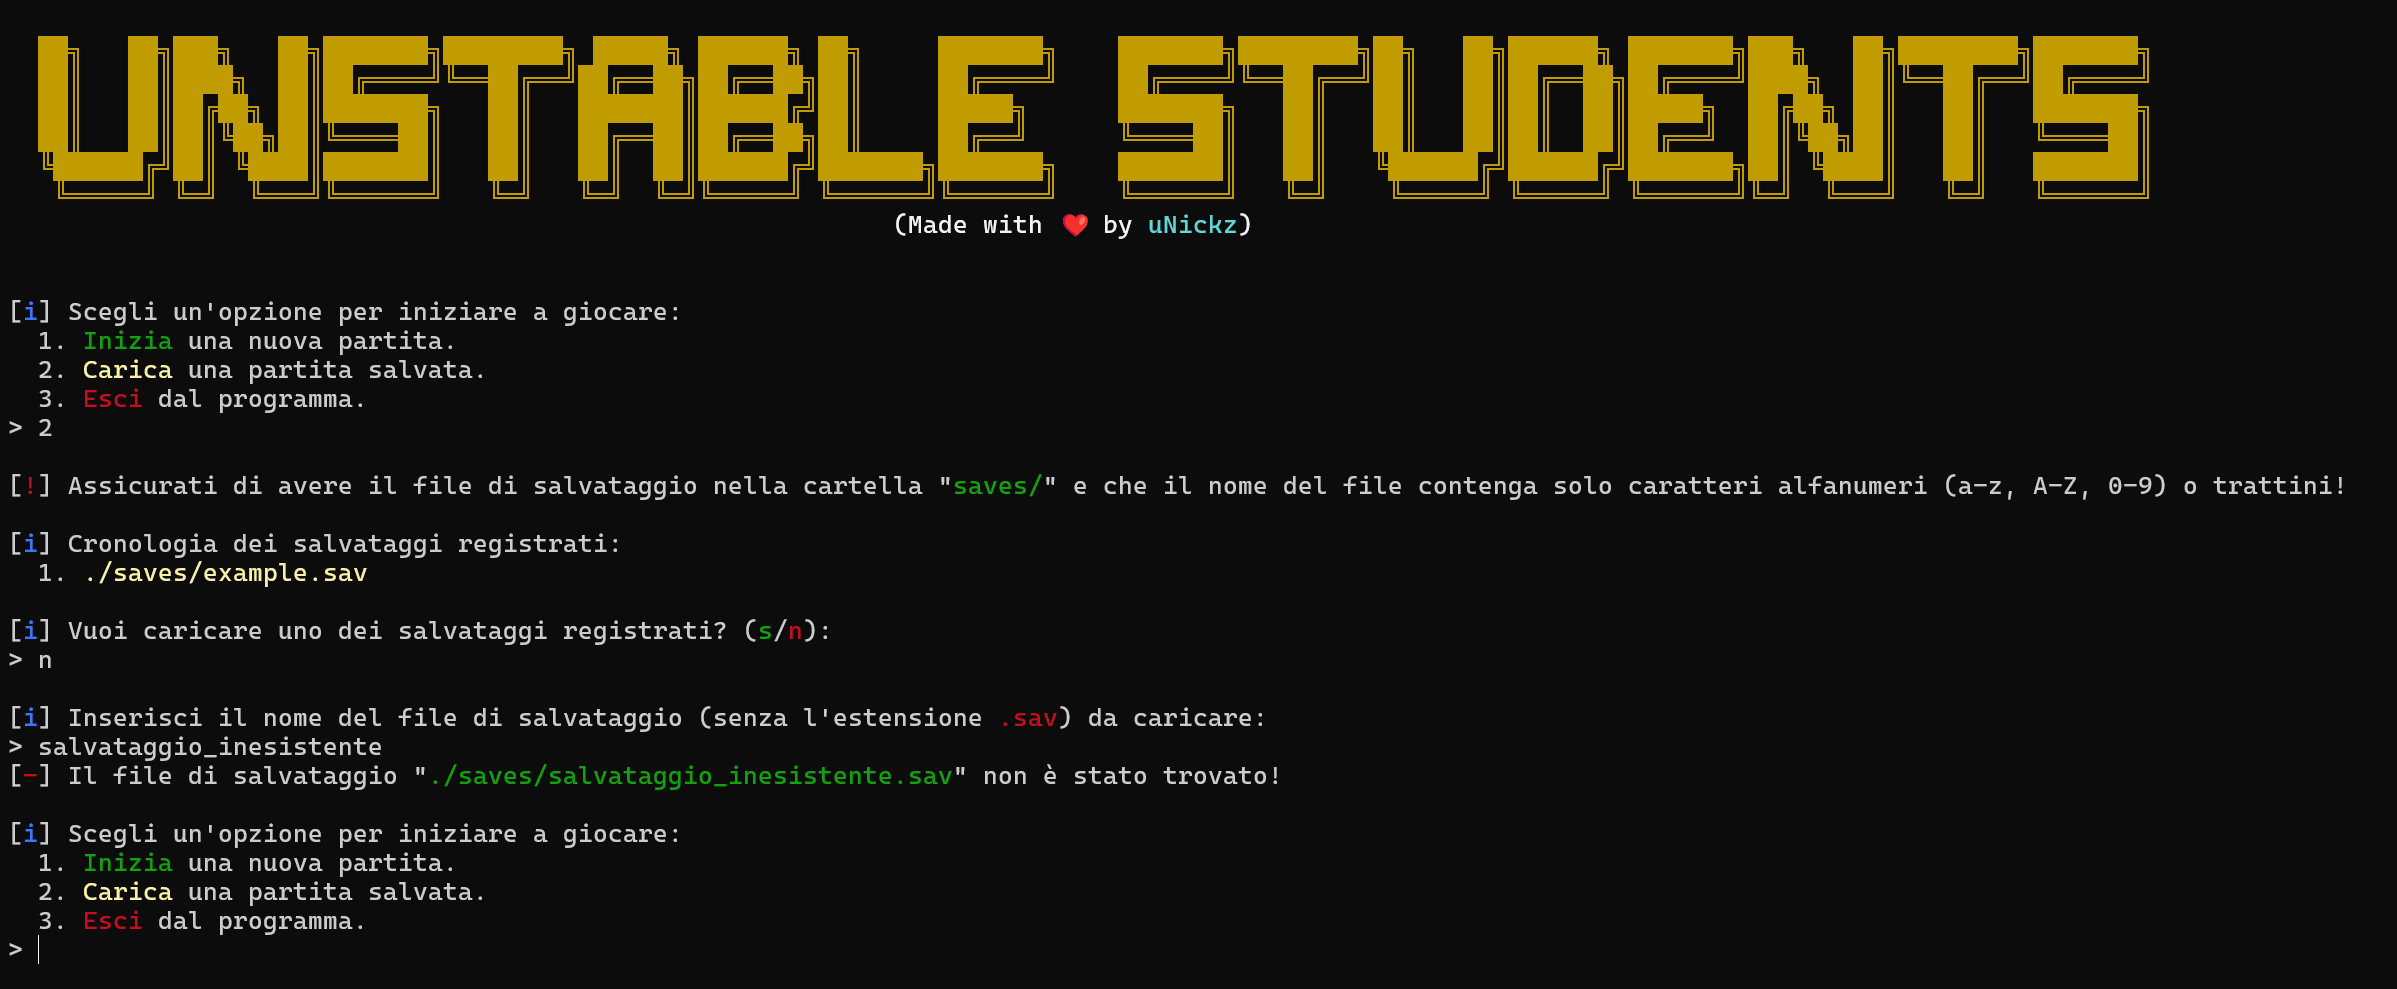 UNSTABLE STUDENTS
(Made with ❤️ by uNickz)
[i] Scegli un'opzione per iniziare a giocare:
1. Inizia una nuova partita.
2. Carica una partita salvata.
3. Esci dal programma.
> 2
[!] Assicurati di avere il file di salvataggio nella cartella "saves/" e che il nome del file contenga solo caratteri alfanumeri (a-z, A-Z, 0-9) o trattini!
[i] Cronologia dei salvataggi registrati:
1. ./saves/example.sav
[i] Vuoi caricare uno dei salvataggi registrati? (s/n):
> n
[i] Inserisci il nome del file di salvataggio (senza l'estensione .sav) da caricare:
> salvataggio_inesistente
[-] Il file di salvataggio "./saves/salvataggio_inesistente.sav" non è stato trovato!
[i] Scegli un'opzione per iniziare a giocare:
1. Inizia una nuova partita.
2. Carica una partita salvata.
3. Esci dal programma.
>